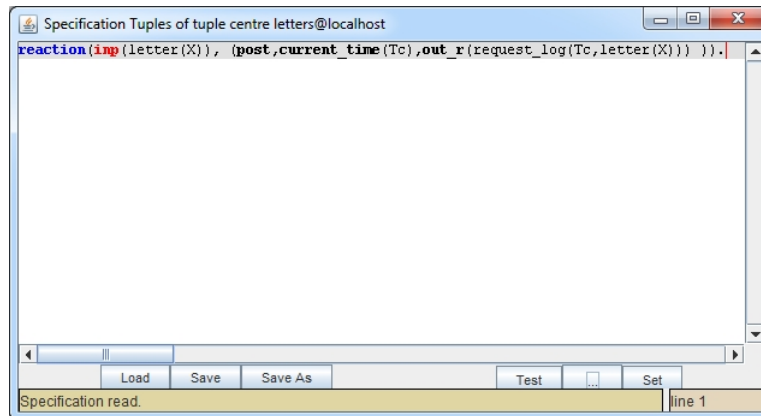 Specification Tuples of tuple centre letters@localhost
reaction(inp(letter(X)), (post,current_time(Tc),out_r(request_log(Tc,letter(X))) )).
Load Save Save As Test ... Set
Specification read. line 1